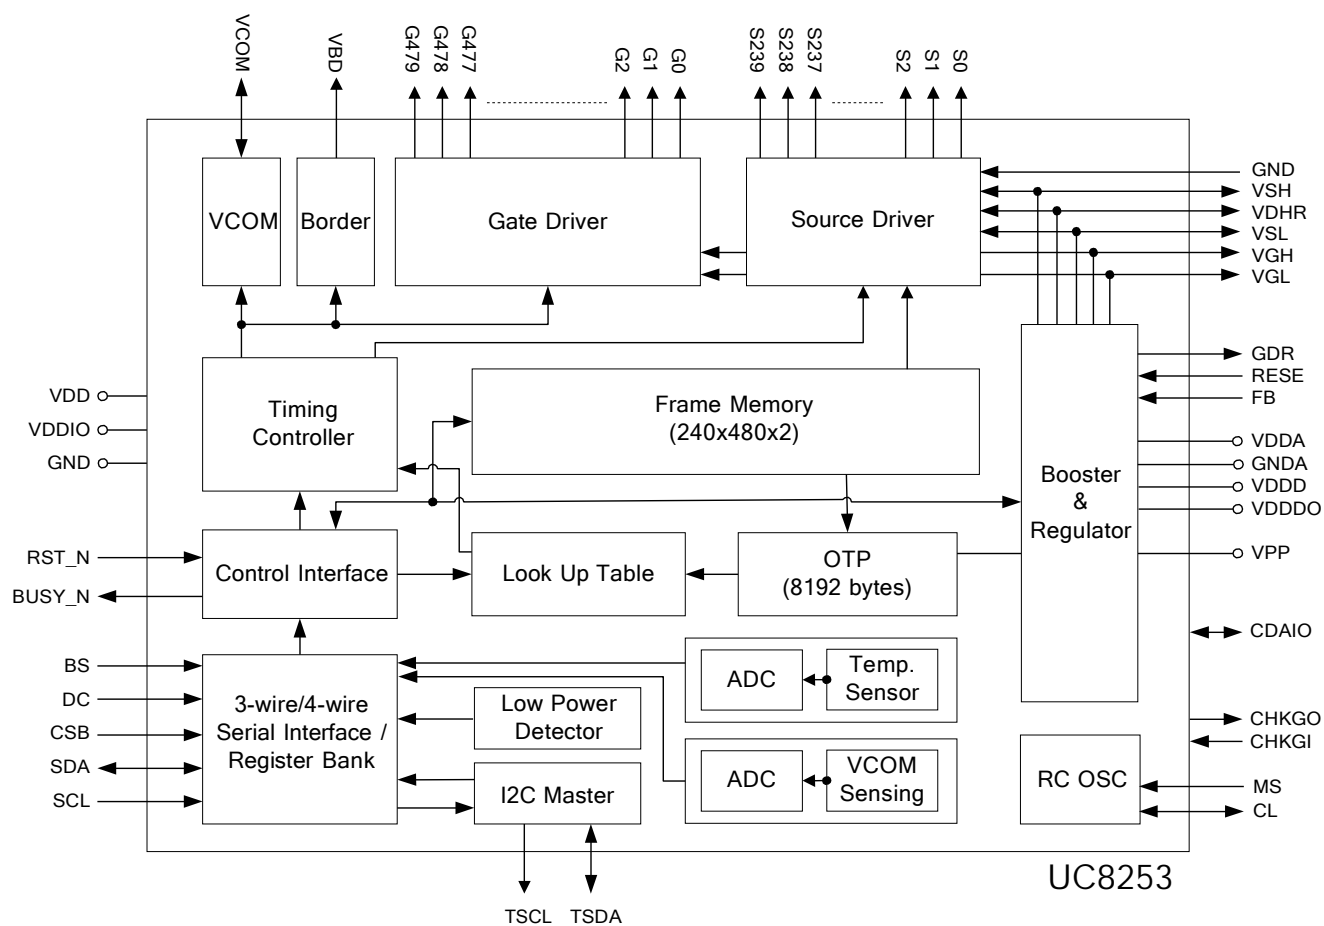 VCOM
VBD
G479
G478
G477
G2
G1
G0
S239
S238
S237
S2
S1
S0
VCOM
Border
Gate Driver
Source Driver
GND
VSH
VDHR
VSL
VGH
VGL
GDR
RESE
FB
VDDA
GNDA
VDDD
VDDDO
VPP
CDAIO
CHKGO
CHKGI
MS
CL
VDD
VDDIO
GND
RST_N
BUSY_N
BS
DC
CSB
SDA
SCL
Timing
Controller
Frame Memory
(240x480x2)
Booster
&
Regulator
Control Interface
Look Up Table
OTP
(8192 bytes)
3-wire/4-wire
Serial Interface /
Register Bank
Low Power
Detector
I2C Master
ADC
Temp.
Sensor
ADC
VCOM
Sensing
RC OSC
TSCL
TSDA
UC8253